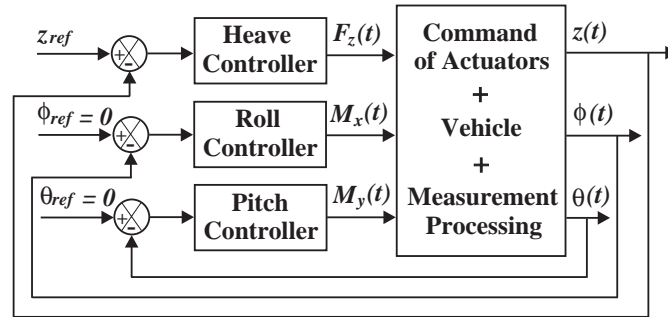 z_ref
+
-
Heave
Controller
F_z(t)
Command
of Actuators
+
Vehicle
+
Measurement
Processing
z(t)
ϕ_ref = 0
+
-
Roll
Controller
M_x(t)
ϕ(t)
θ_ref = 0
+
-
Pitch
Controller
M_y(t)
θ(t)